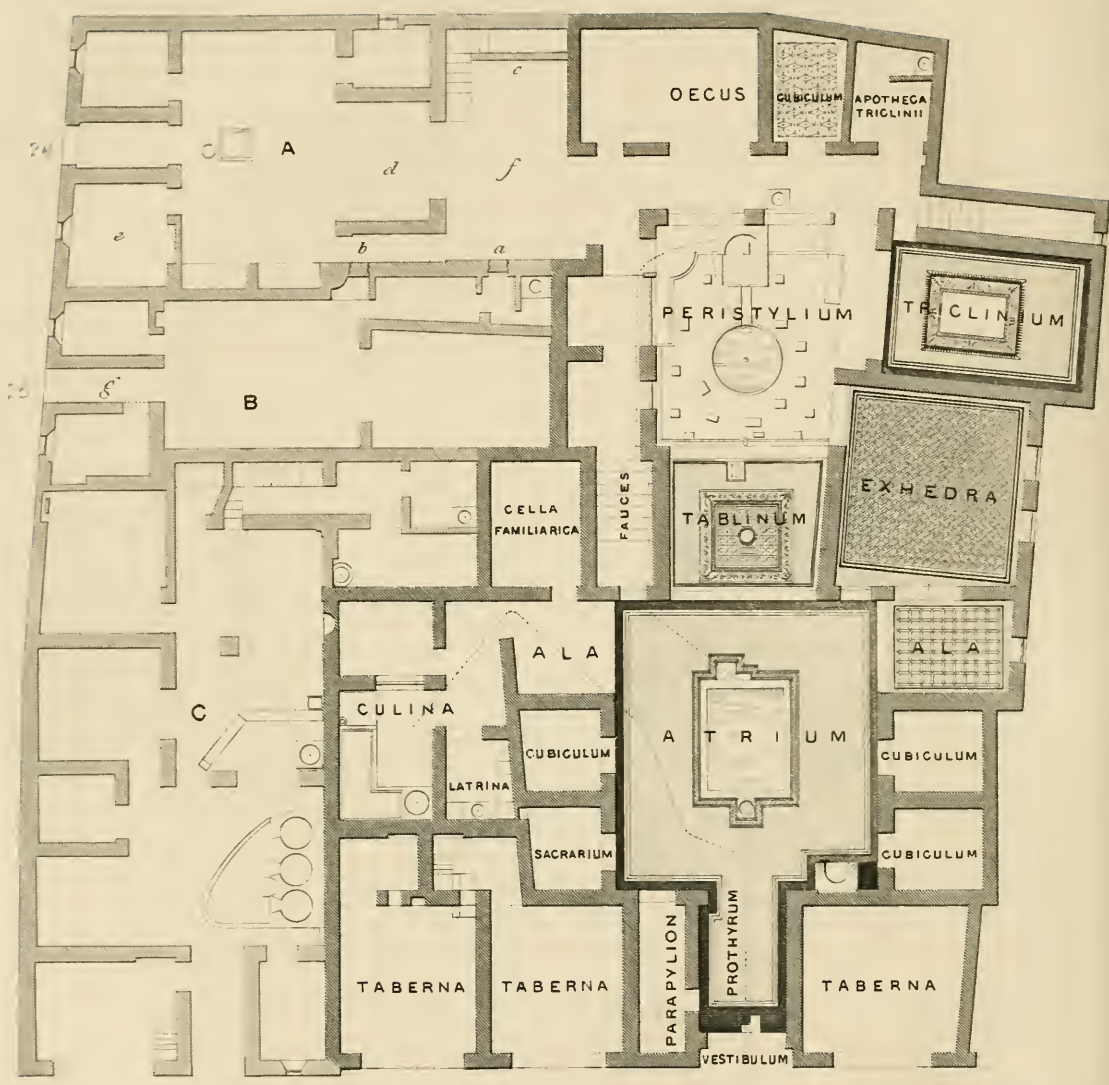 OECUS
CUBICULUM
APOTHECA
TRICLINII
c
A
d
f
e
b
a
C
PERISTYLIUM
TRICLINIUM
g
B
EXHEDRA
CELLA
FAMILIARICA
FAUCES
TABLINUM
ALA
ALA
C
CULINA
ATRIUM
CUBICULUM
CUBICULUM
LATRINA
SACRARIUM
CUBICULUM
TABERNA
TABERNA
PARAPYLION
PROTHYRUM
TABERNA
VESTIBULUM